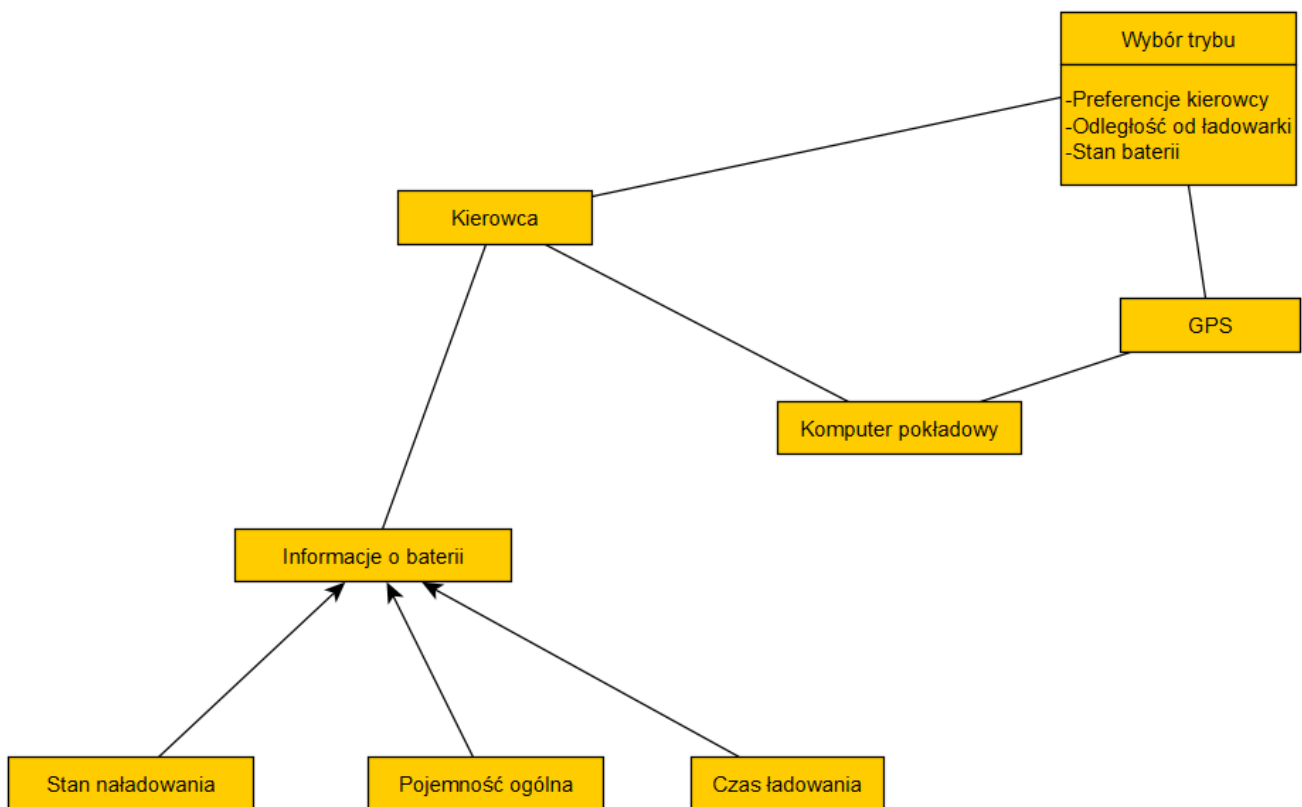 Wybór trybu
-Preferencje kierowcy
-Odległość od ładowarki
-Stan baterii
Kierowca
GPS
Komputer pokładowy
Informacje o baterii
Stan naładowania
Pojemność ogólna
Czas ładowania